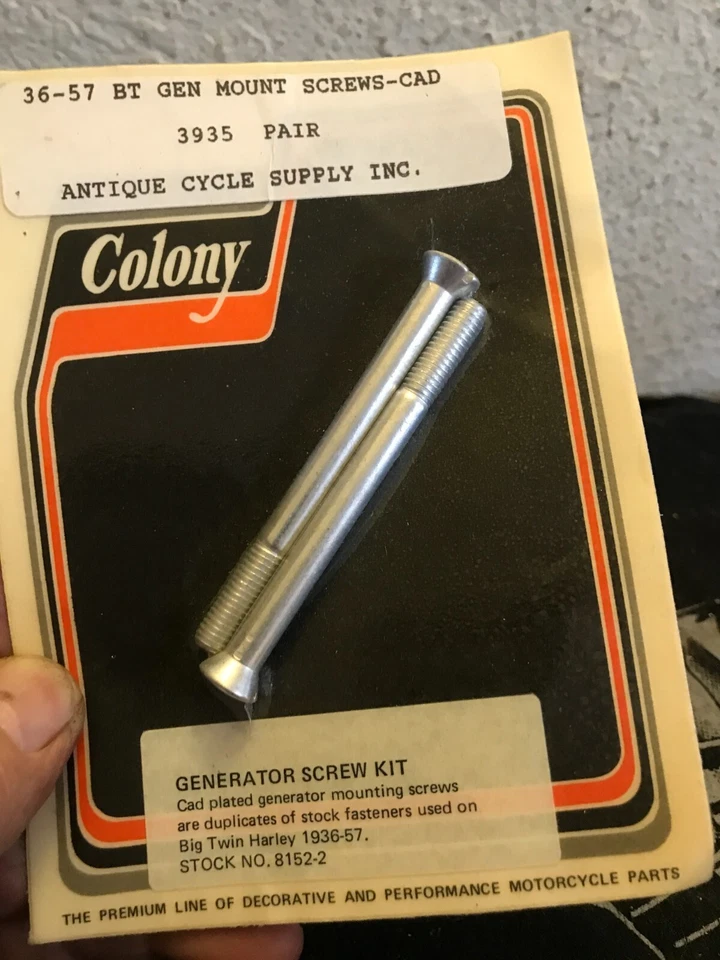 36-57 BT GEN MOUNT SCREWS-CAD
3935 PAIR
ANTIQUE CYCLE SUPPLY INC.
Colony
GENERATOR SCREW KIT
Cad plated generator mounting screws
are duplicates of stock fasteners used on
Big Twin Harley 1936-57.
STOCK NO. 8152-2
THE PREMIUM LINE OF DECORATIVE AND PERFORMANCE MOTORCYCLE PARTS